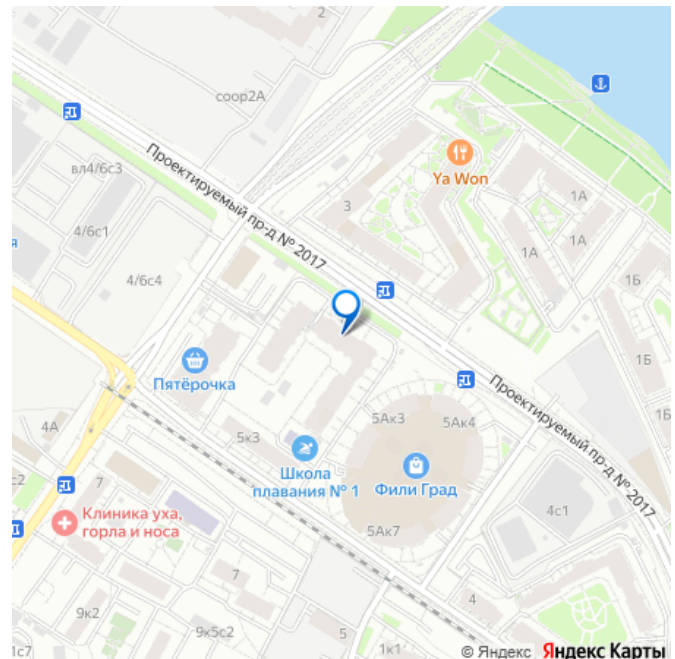 2
соор2А
вл4/6с3
Проектируемый пр-д № 2017
Ya Won
3
1А
1А
1А
4/6с1
я
4/6с4
1Б
1Б
Пятёрочка
Проектируемый пр-д № 2017
1Б
4А
5к3
5Ак3
5Ак4
с2
7
Школа
плавания № 1
Фили Град
Клиника уха,
горла и носа
4с1
5Ак7
7
9к2
4
9к5с2
5
1с7
1к1
© Яндекс Яндекс Карты